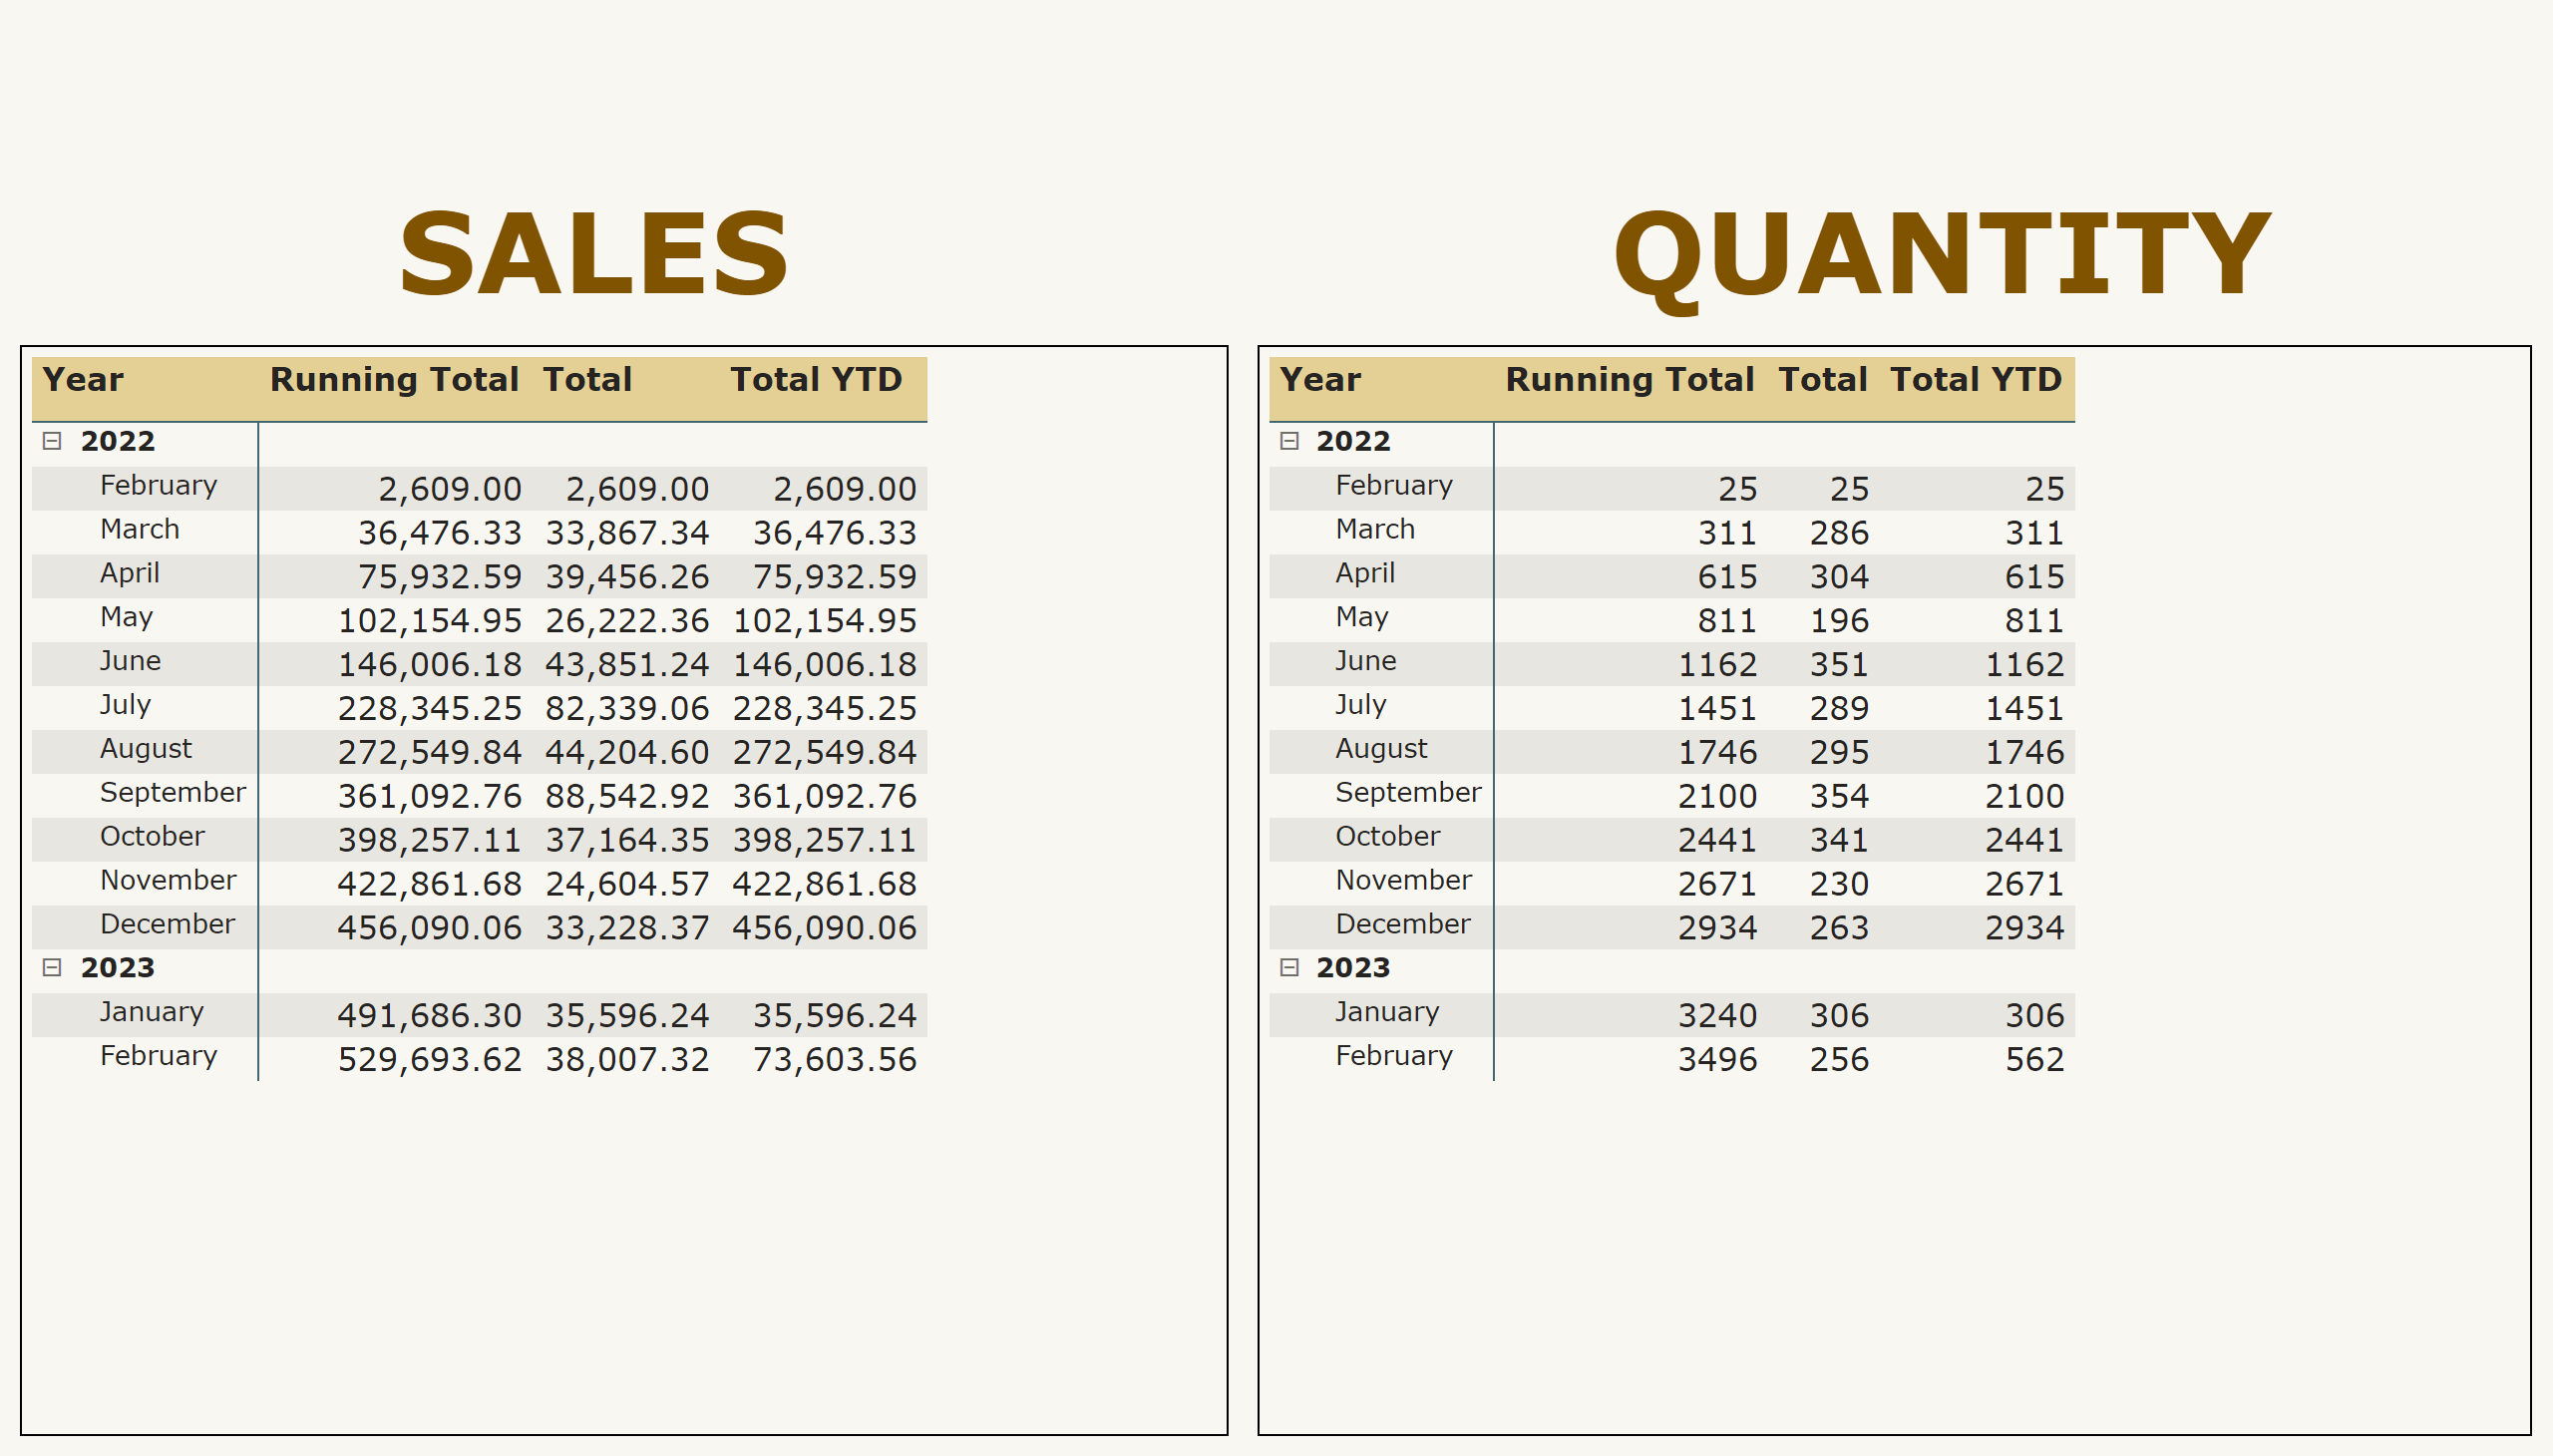 SALES
Year Running Total Total Total YTD
2022
February 2,609.00 2,609.00 2,609.00
March 36,476.33 33,867.34 36,476.33
April 75,932.59 39,456.26 75,932.59
May 102,154.95 26,222.36 102,154.95
June 146,006.18 43,851.24 146,006.18
July 228,345.25 82,339.06 228,345.25
August 272,549.84 44,204.60 272,549.84
September 361,092.76 88,542.92 361,092.76
October 398,257.11 37,164.35 398,257.11
November 422,861.68 24,604.57 422,861.68
December 456,090.06 33,228.37 456,090.06
2023
January 491,686.30 35,596.24 35,596.24
February 529,693.62 38,007.32 73,603.56
QUANTITY
Year Running Total Total Total YTD
2022
February 25 25 25
March 311 286 311
April 615 304 615
May 811 196 811
June 1162 351 1162
July 1451 289 1451
August 1746 295 1746
September 2100 354 2100
October 2441 341 2441
November 2671 230 2671
December 2934 263 2934
2023
January 3240 306 306
February 3496 256 562